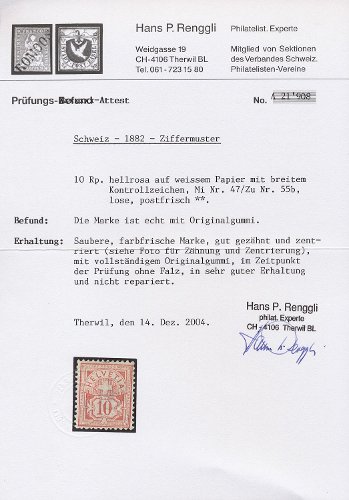 Hans P. Renggli
Philatelist. Experte
Weidgasse 19
CH-4106 Therwil BL
Tel. 061 - 723 15 80
Mitglied von Sektionen
des Verbandes Schweiz.
Philatelisten-Vereine
Prüfungs-Attest
No.
Schweiz - 1882 - Ziffermuster
10 Rp. hellrosa auf weissem Papier mit breitem
Kontrollzeichen, Mi Nr. 47/Zu Nr. 55b,
lose, postfrisch **.
Befund: Die Marke ist echt mit Originalgummi.
Erhaltung: Saubere, farbfrische Marke, gut gezähnt und zent-
riert (siehe Foto für Zähnung und Zentrierung),
mit vollständigem Originalgummi, im Zeitpunkt
der Prüfung ohne Falz, in sehr guter Erhaltung
und nicht repariert.
Hans P. Renggli
philat. Experte
CH - 4106 Therwil BL
Therwil, den 14. Dez. 2004.
HELVETIA
10